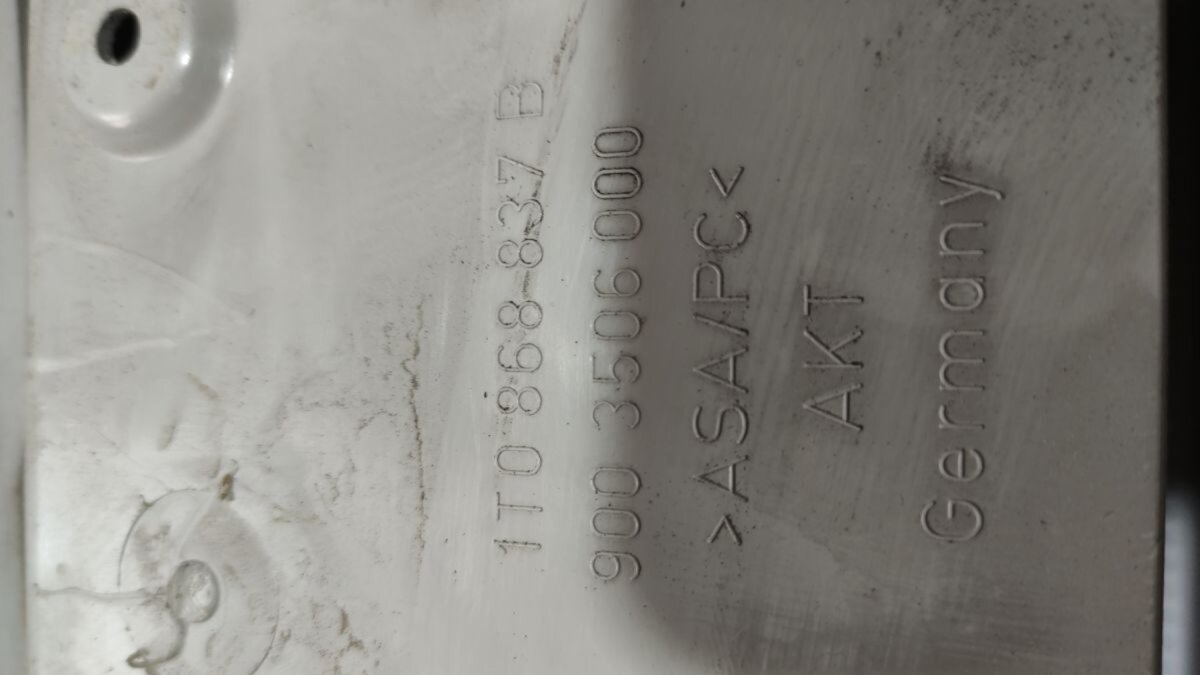 1T0 868 837 B
900 3506 000
>ASA/PC<
AKT
Germany